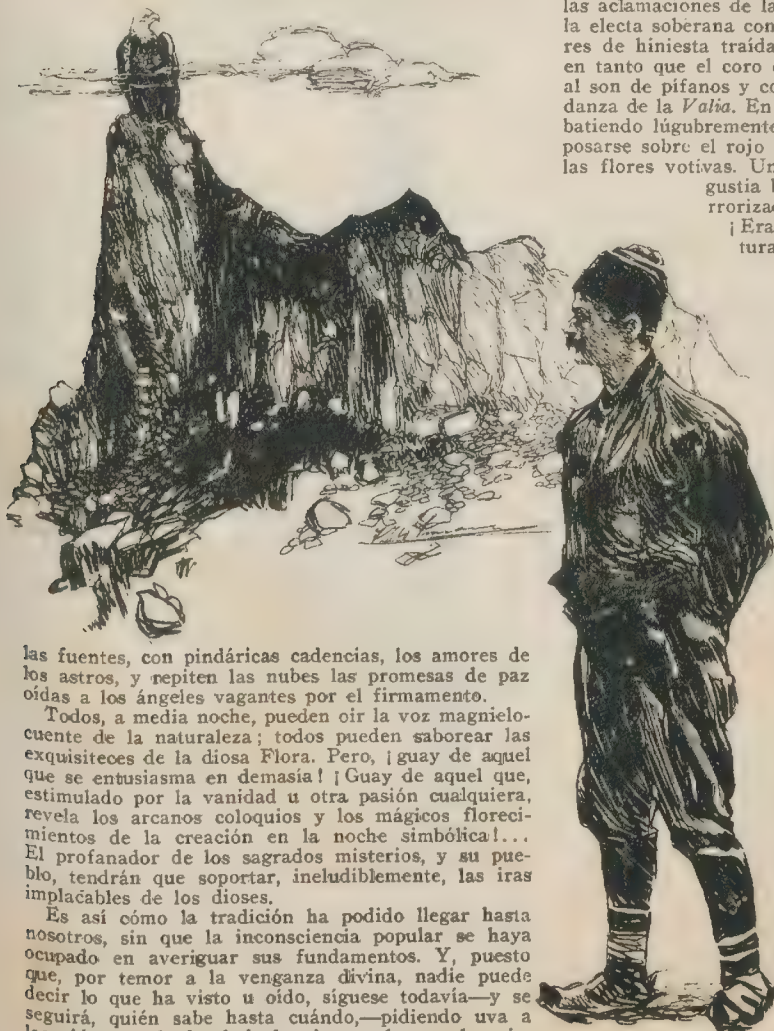 las aclamaciones de la
la electa soberana con
res de hiniesta traída
en tanto que el coro
al son de pífanos y co
danza de la Valia. En
batiendo lúgubremente
posarse sobre el rojo
las flores votivas. Un
gustia
rroriza
¡Era
tura
las fuentes, con pindáricas cadencias, los amores de
los astros, y repiten las nubes las promesas de paz
oídas a los ángeles vagantes por el firmamento.
Todos, a media noche, pueden oir la voz magnielo-
cuente de la naturaleza; todos pueden saborear las
exquisiteces de la diosa Flora. Pero, ¡guay de aquel
que se entusiasma en demasía! ¡Guay de aquel que,
estimulado por la vanidad u otra pasión cualquiera,
revela los arcanos coloquios y los mágicos floreci-
mientos de la creación en la noche simbólica!...
El profanador de los sagrados misterios, y su pue-
blo, tendrán que soportar, ineludiblemente, las iras
implacables de los dioses.
Es así cómo la tradición ha podido llegar hasta
nosotros, sin que la inconsciencia popular se haya
ocupado en averiguar sus fundamentos. Y, puesto
que, por temor a la venganza divina, nadie puede
decir lo que ha visto u oído, síguese todavía—y se
seguirá, quién sabe hasta cuándo,—pidiendo uva a